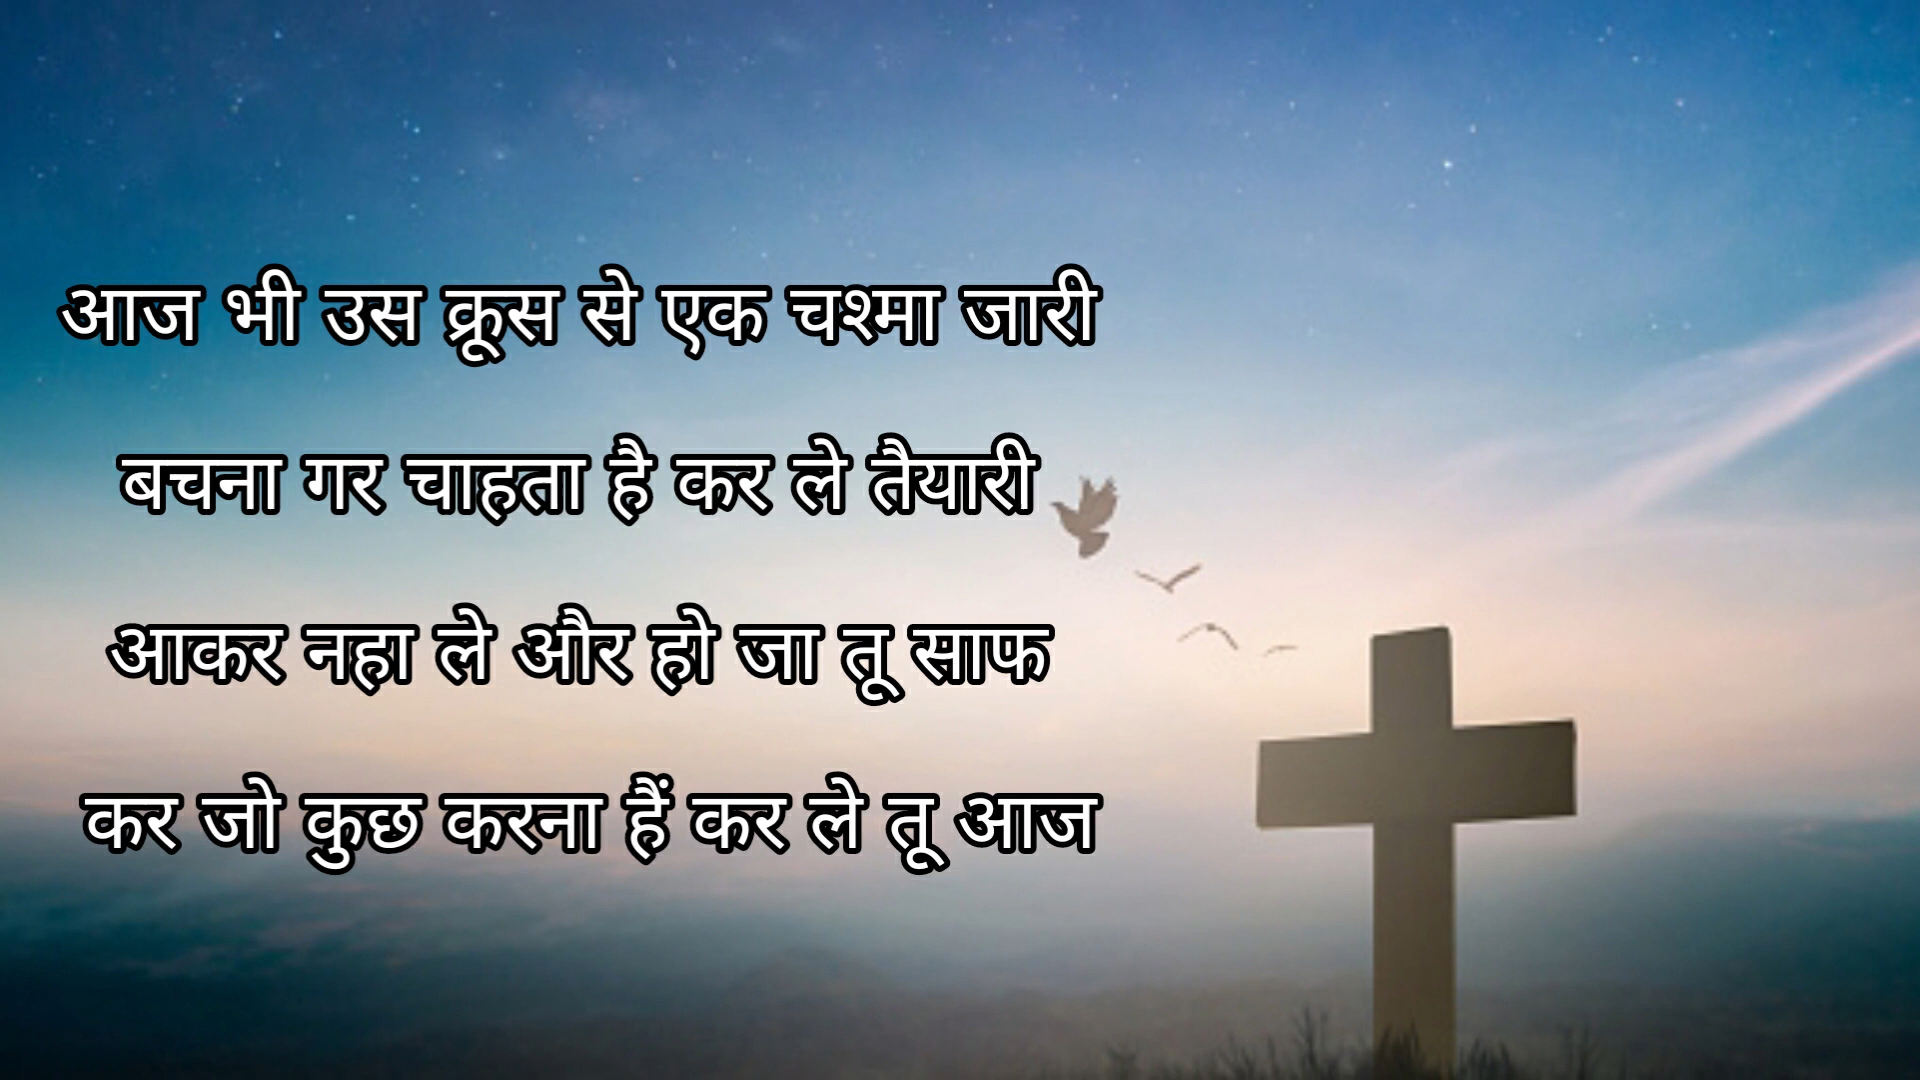 आज भी उस क्रूस से एक चश्मा जारी
बचना गर चाहता है कर ले तैयारी
आकर नहा ले और हो जा तू साफ
कर जो कुछ करना हैं कर ले तू आज